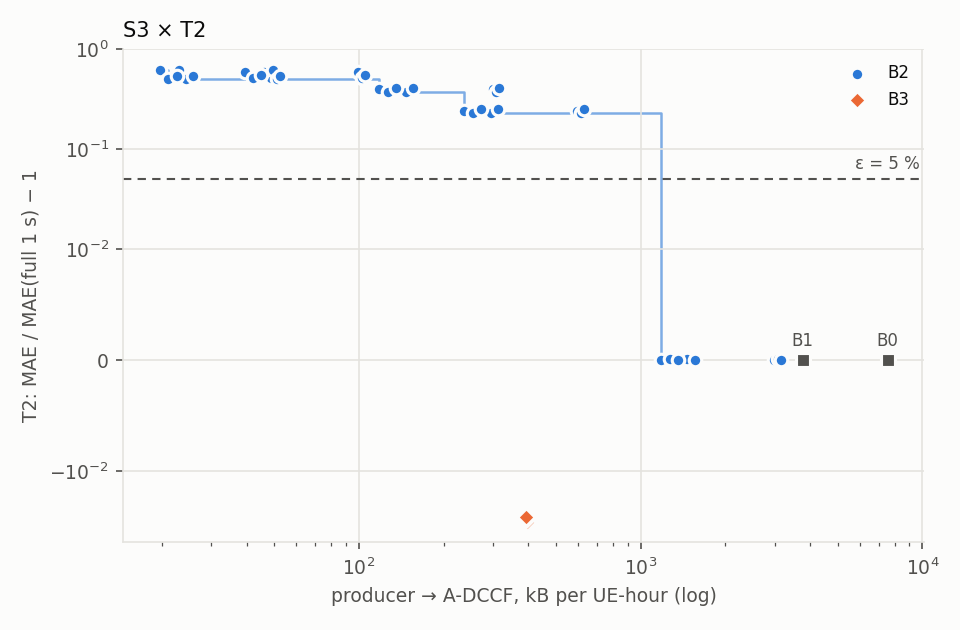 S3 × T2
10⁰
10⁻¹
10⁻²
0
−10⁻²
T2: MAE / MAE(full 1 s) − 1
B2
B3
ε = 5 %
B1
B0
10²
10³
10⁴
producer → A-DCCF, kB per UE-hour (log)